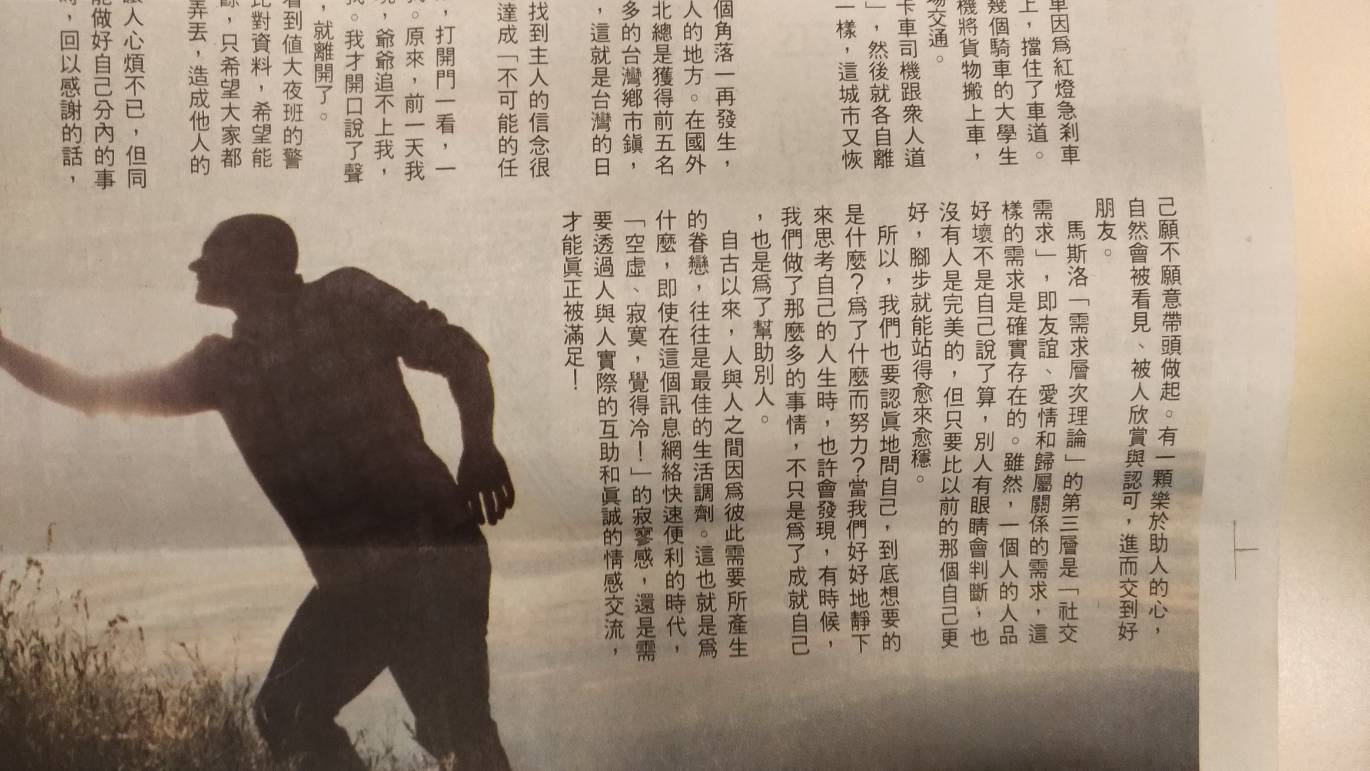 車因爲紅燈急剎車
上，擋住了車道。
幾個騎車的大學生
機將貨物搬上車，
場交通。
卡車司機跟衆人道
」，然後就各自離
一樣，這城市又恢
個角落一再發生，
人的地方。在國外
北總是獲得前五名
多的台灣鄉市鎮，
，這就是台灣的日
找到主人的信念很
達成「不可能的任
，打開門一看，一
我。原來，前一天我
，爺爺追不上我，
我。我才開口說了聲
，就離開了。
看到値大夜班的警
比對資料，希望能
，只希望大家都
弄丟，造成他人的
讓人心煩不已，但同
能做好自己分內的事
，回以感謝的話，
己願不願意帶頭做起。有一顆樂於助人的心，
自然會被看見、被人欣賞與認可，進而交到好
朋友。
馬斯洛「需求層次理論」的第三層是「社交
需求」，即友誼、愛情和歸屬關係的需求，這
樣的需求是確實存在的。雖然，一個人的人品
好壞不是自己說了算，別人有眼睛會判斷，也
沒有人是完美的，但只要比以前的那個自己更
好，腳步就能站得愈來愈穩。
所以，我們也要認眞地問自己，到底想要的
是什麼？爲了什麼而努力？當我們好好地靜下
來思考自己的人生時，也許會發現，有時候，
我們做了那麼多的事情，不只是爲了成就自己
，也是爲了幫助別人。
自古以來，人與人之間因爲彼此需要所產生
的眷戀，往往是最佳的生活調劑。這也就是爲
什麼，即使在這個訊息網絡快速便利的時代，
「空虛、寂寞，覺得冷！」的寂寥感，還是需
要透過人與人實際的互助和眞誠的情感交流，
才能眞正被滿足！